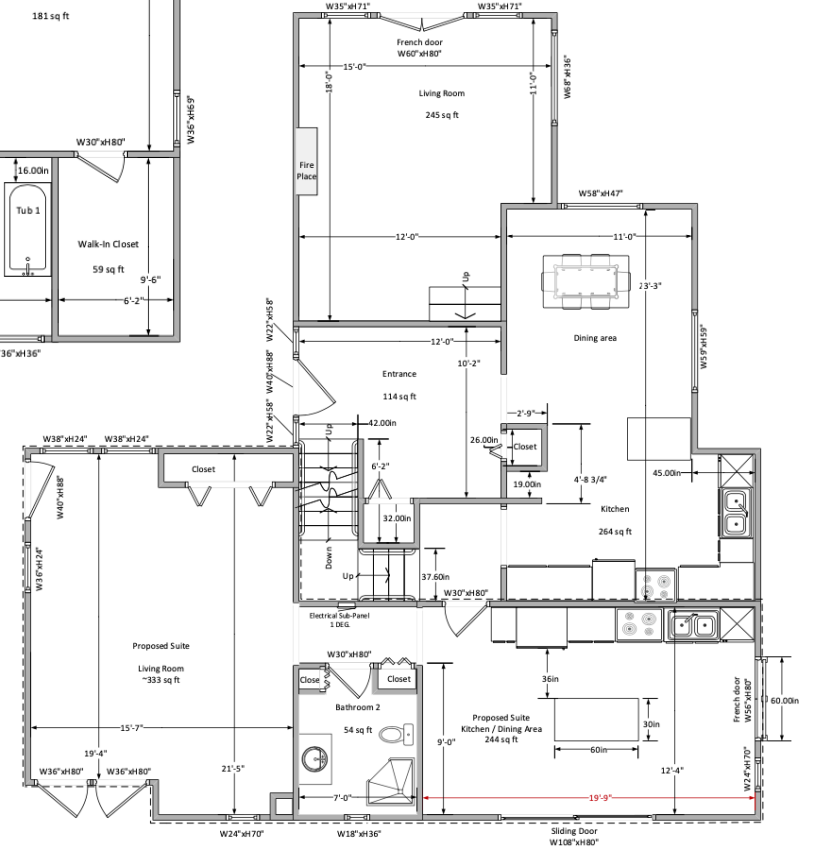 181 sq ft
W36"xH69"
W30"xH80"
16.00in
Tub 1
Walk-In Closet
59 sq ft
9'-6"
6'-2"
36"xH36"
W35"xH71"
W35"xH71"
French door
W60"xH80"
15'-0"
18'-0"
11'-0"
W68"xH36"
Living Room
245 sq ft
Fire
Place
12'-0"
Up
W58"xH47"
11'-0"
23'-3"
Dining area
W59"xH59"
W22"xH58"
W40"xH88"
W22"xH58"
12'-0"
10'-2"
Entrance
114 sq ft
42.00in
Up
6'-2"
32.00in
2'-9"
26.00in
Closet
19.00in
4'-8 3/4"
45.00in
Kitchen
264 sq ft
Down
Up
37.60in
W30"xH80"
W38"xH24"
W38"xH24"
Closet
W40"xH88"
W36"xH24"
Proposed Suite
Living Room
~333 sq ft
15'-7"
19'-4"
21'-5"
W36"xH80"
W36"xH80"
W24"xH70"
Electrical Sub-Panel
1 DEG.
W30"xH80"
Close
Closet
Bathroom 2
54 sq ft
7'-0"
W18"xH36"
36in
30in
60in
Proposed Suite
Kitchen / Dining Area
244 sq ft
9'-0"
12'-4"
19'-9"
French door
W56"xH80"
60.00in
W24"xH70"
Sliding Door
W108"xH80"